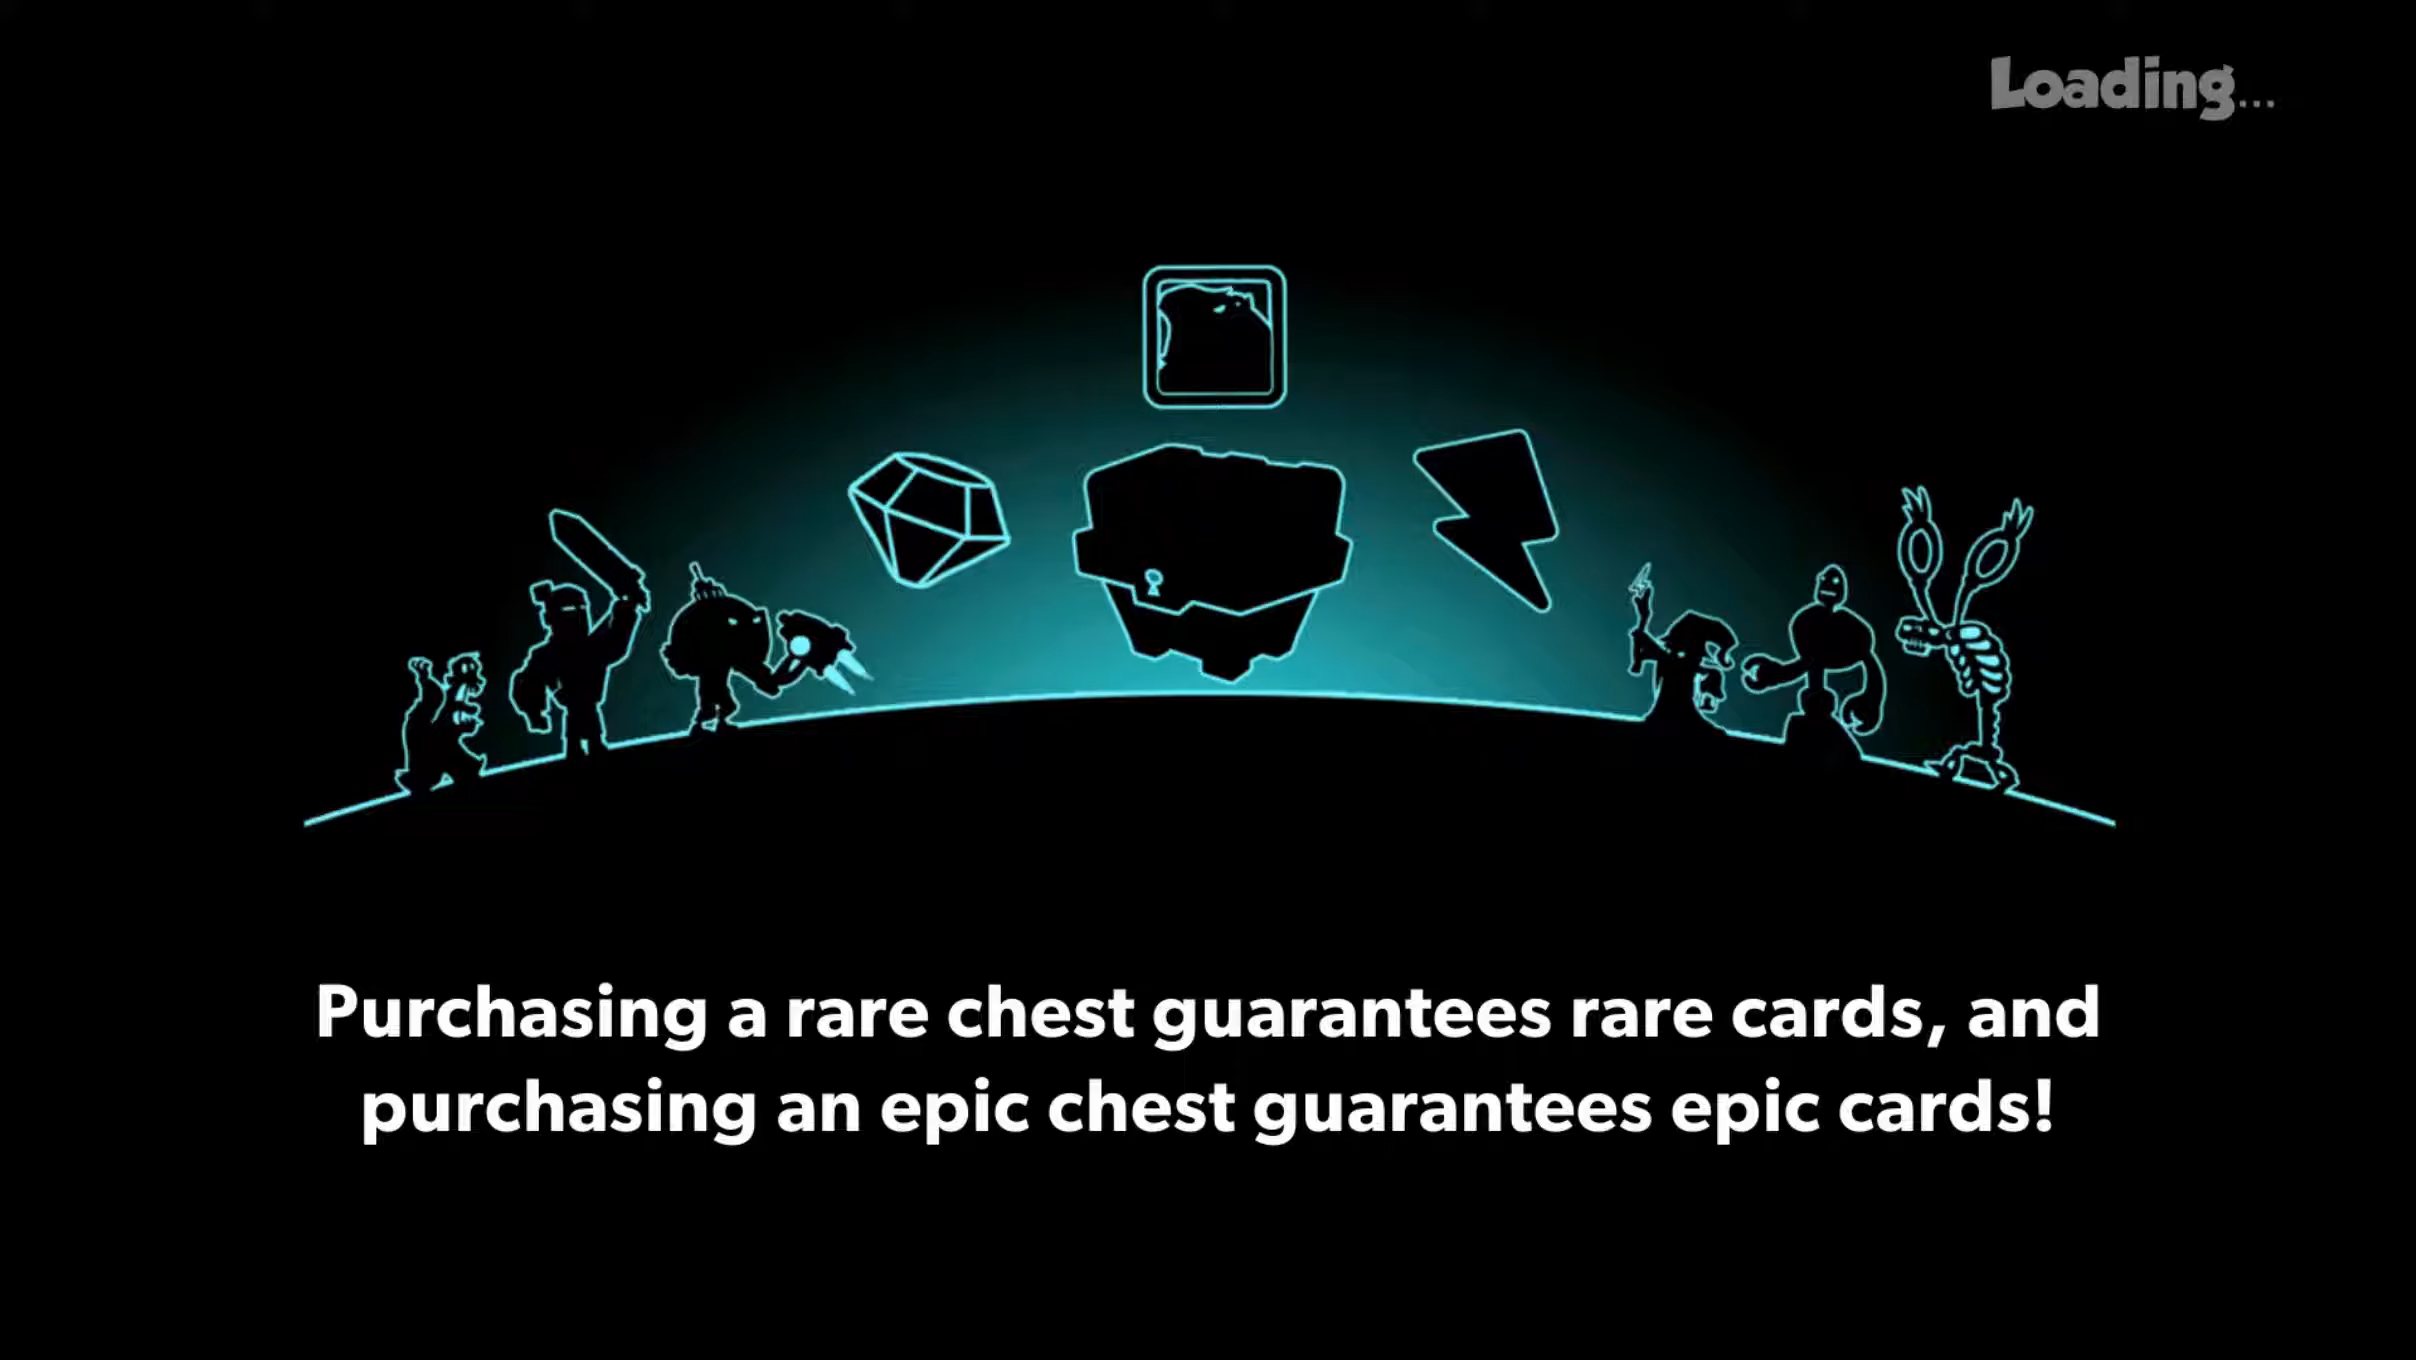 Loading...
Purchasing a rare chest guarantees rare cards, and
purchasing an epic chest guarantees epic cards!